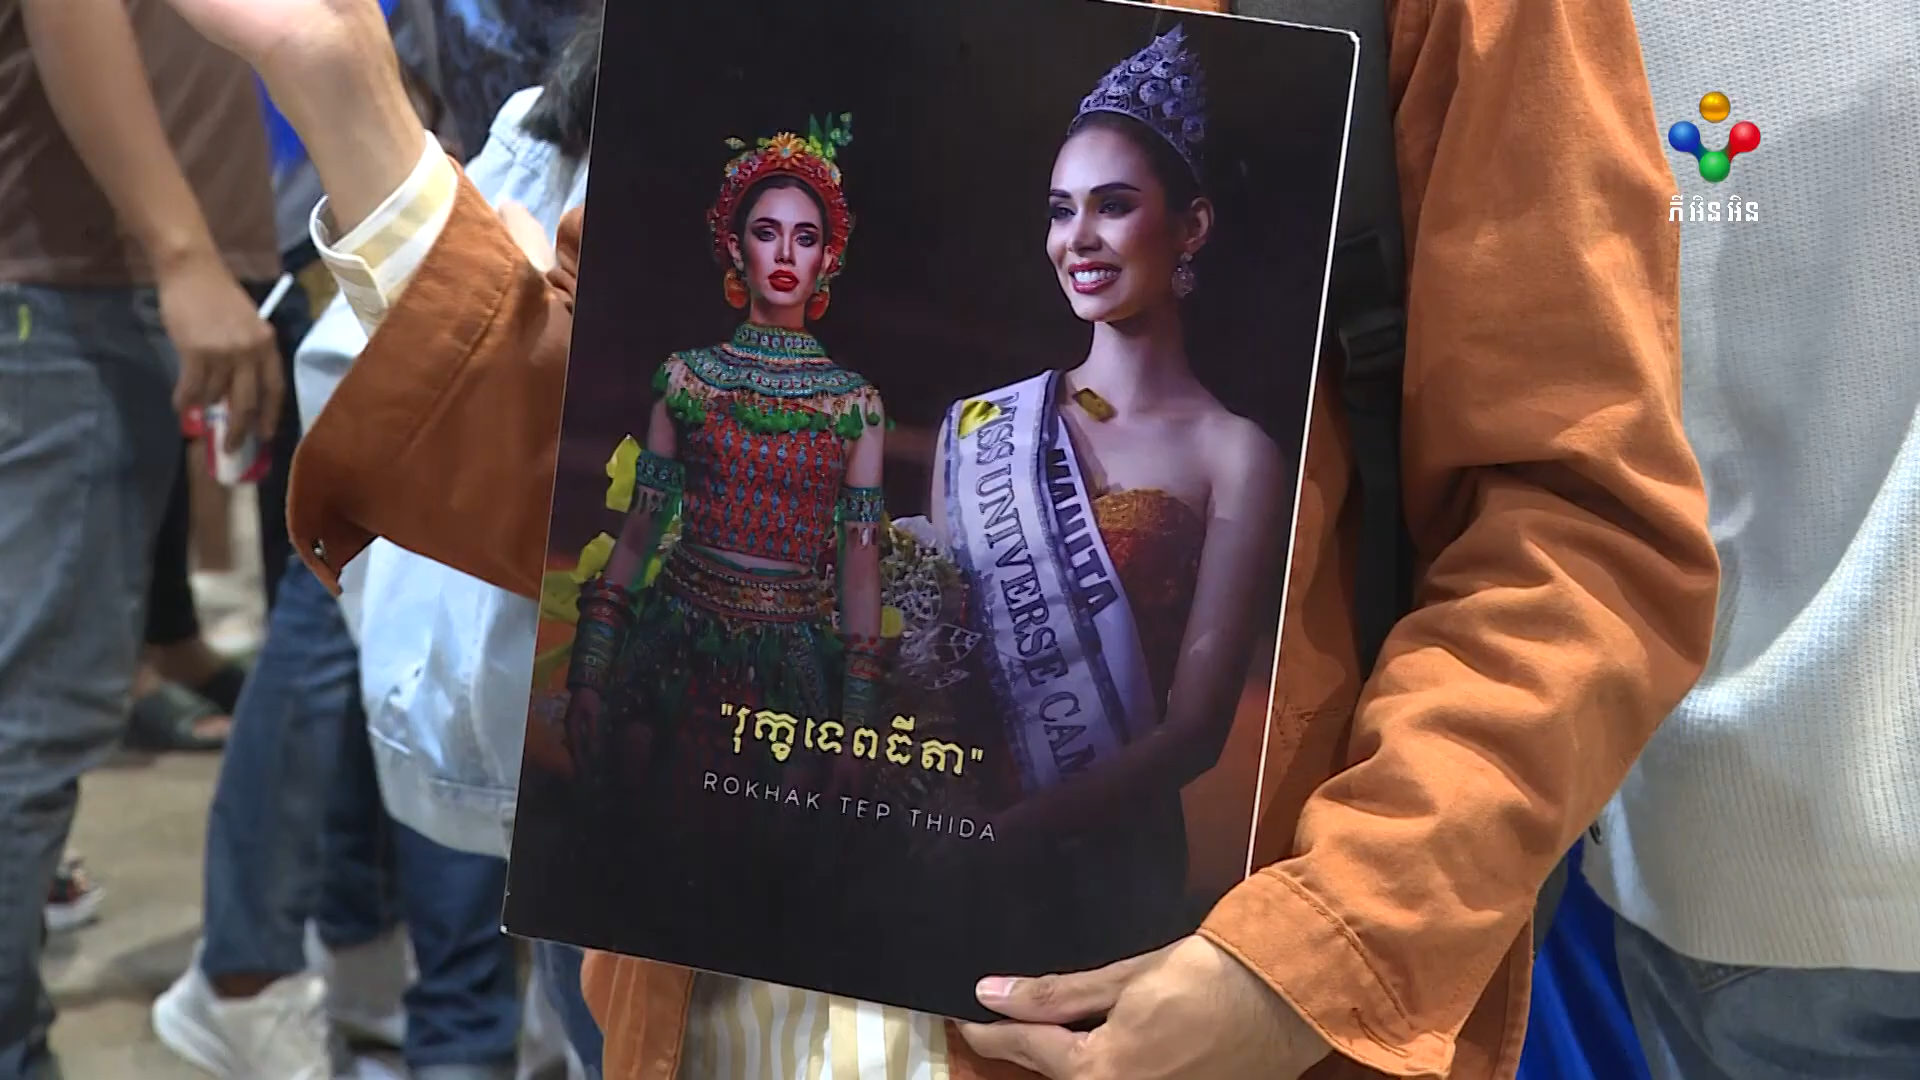 ភីអិនអិន
MISS UNIVERSE CAM
MANITA
"រុក្ខទេពធីតា"
ROKHAK TEP THIDA